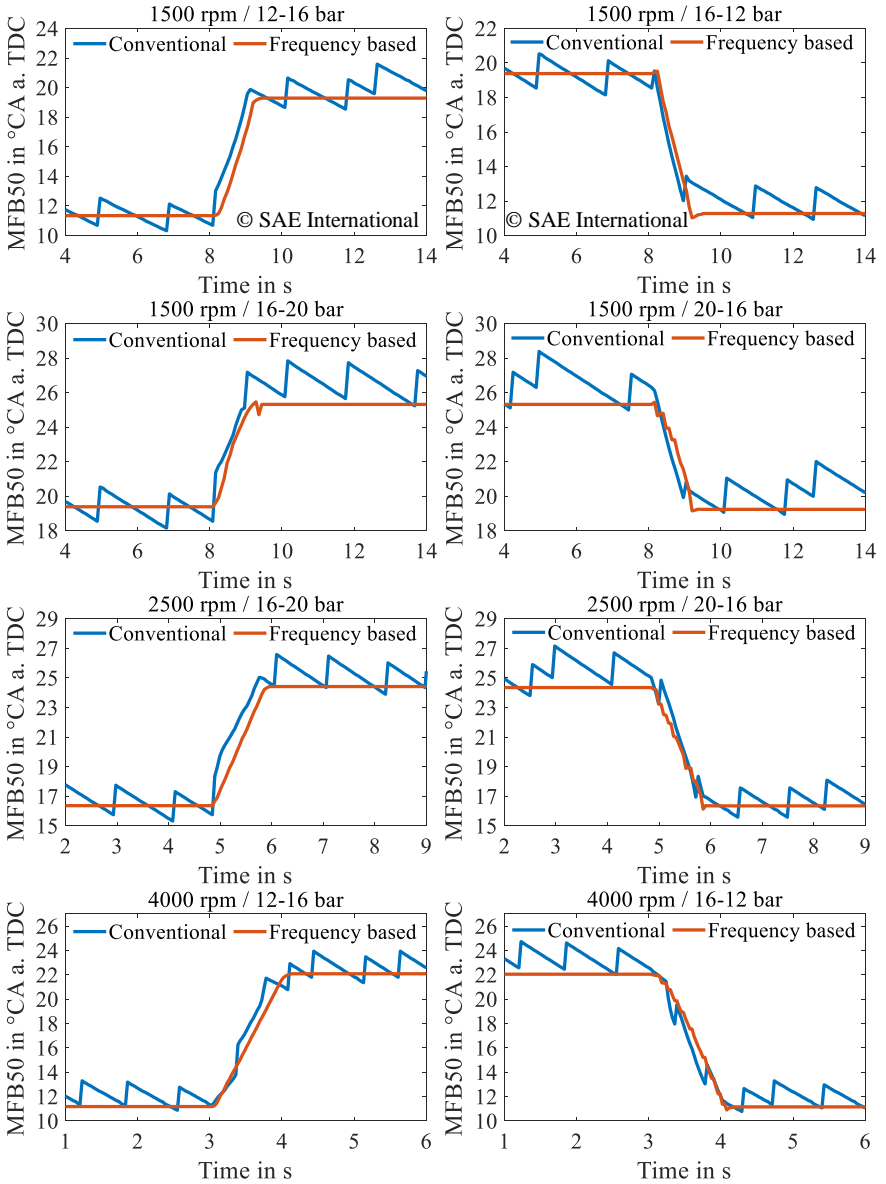 1500 rpm / 12-16 bar
MFB50 in °CA a. TDC
Conventional Frequency based
22
20
18
16
14
12
10
© SAE International
4 6 8 10 12 14
Time in s
1500 rpm / 16-12 bar
MFB50 in °CA a. TDC
Conventional Frequency based
22
20
18
16
14
12
10
© SAE International
4 6 8 10 12 14
Time in s
1500 rpm / 16-20 bar
MFB50 in °CA a. TDC
Conventional Frequency based
30
28
26
24
22
20
18
4 6 8 10 12 14
Time in s
1500 rpm / 20-16 bar
MFB50 in °CA a. TDC
Conventional Frequency based
30
28
26
24
22
20
18
4 6 8 10 12 14
Time in s
2500 rpm / 16-20 bar
MFB50 in °CA a. TDC
Conventional Frequency based
29
27
25
23
21
19
17
15
2 3 4 5 6 7 8 9
Time in s
2500 rpm / 20-16 bar
MFB50 in °CA a. TDC
Conventional Frequency based
29
27
25
23
21
19
17
15
2 3 4 5 6 7 8 9
Time in s
4000 rpm / 12-16 bar
MFB50 in °CA a. TDC
Conventional Frequency based
26
24
22
20
18
16
14
12
10
1 2 3 4 5 6
Time in s
4000 rpm / 16-12 bar
MFB50 in °CA a. TDC
Conventional Frequency based
26
24
22
20
18
16
14
12
10
1 2 3 4 5 6
Time in s